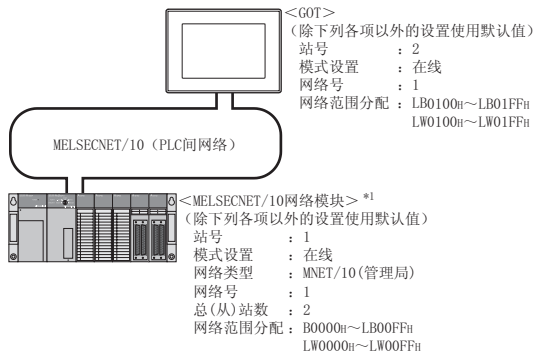 <GOT>
(除下列各项以外的设置使用默认值)
站号 : 2
模式设置 : 在线
网络号 : 1
网络范围分配 : LB0100H～LB01FFH
LW0100H～LW01FFH
MELSECNET/10（PLC间网络）
<MELSECNET/10网络模块> *1
(除下列各项以外的设置使用默认值)
站号 : 1
模式设置 : 在线
网络类型 : MNET/10(管理局)
网络号 : 1
总(从)站数 : 2
网络范围分配 : B0000H～LB00FFH
LW0000H～LW00FFH